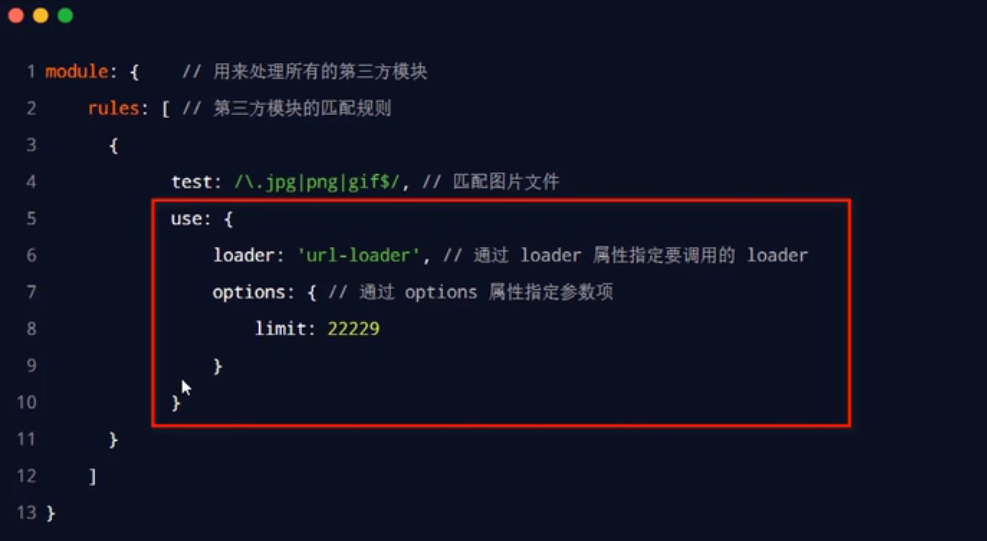 1 module: { // 用来处理所有的第三方模块
2 rules: [ // 第三方模块的匹配规则
3 {
4 test: /\.jpg|png|gif$/, // 匹配图片文件
5 use: {
6 loader: 'url-loader', // 通过 loader 属性指定要调用的 loader
7 options: { // 通过 options 属性指定参数项
8 limit: 22229
9 }
10 }
11 }
12 ]
13 }